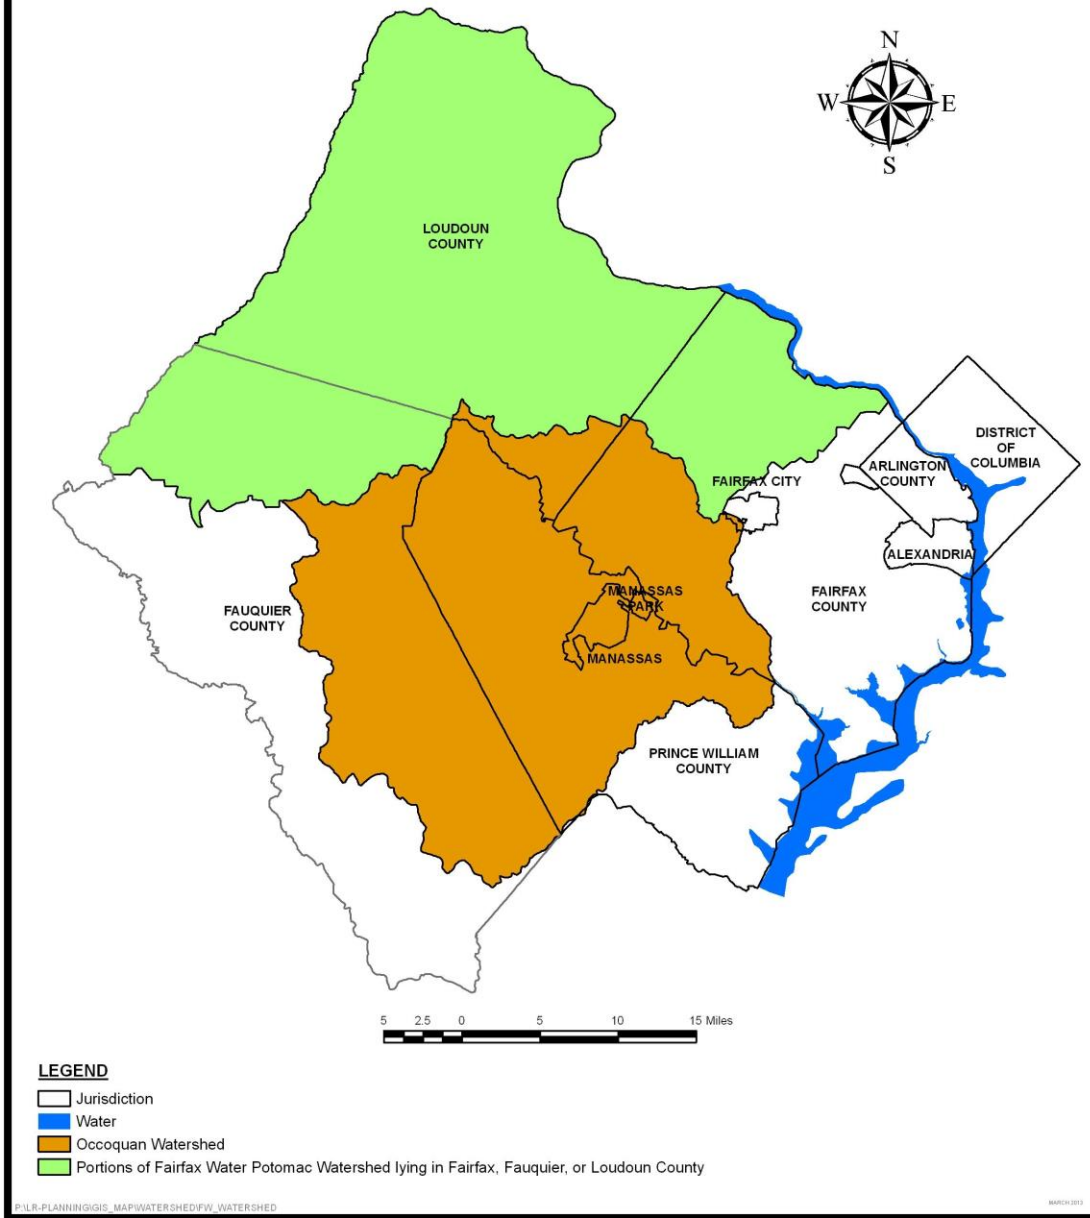 N
W
E
S
LOUDOUN
COUNTY
DISTRICT
OF
COLUMBIA
ARLINGTON
COUNTY
FAIRFAX CITY
ALEXANDRIA
FAIRFAX
COUNTY
MANASSAS
PARK
FAUQUIER
COUNTY
MANASSAS
PRINCE WILLIAM
COUNTY
5 2.5 0 5 10 15 Miles
LEGEND
Jurisdiction
Water
Occoquan Watershed
Portions of Fairfax Water Potomac Watershed lying in Fairfax, Fauquier, or Loudoun County
P:\LR-PLANNING\GIS_MAP\WATERSHED\FW_WATERSHED
MARCH 2013